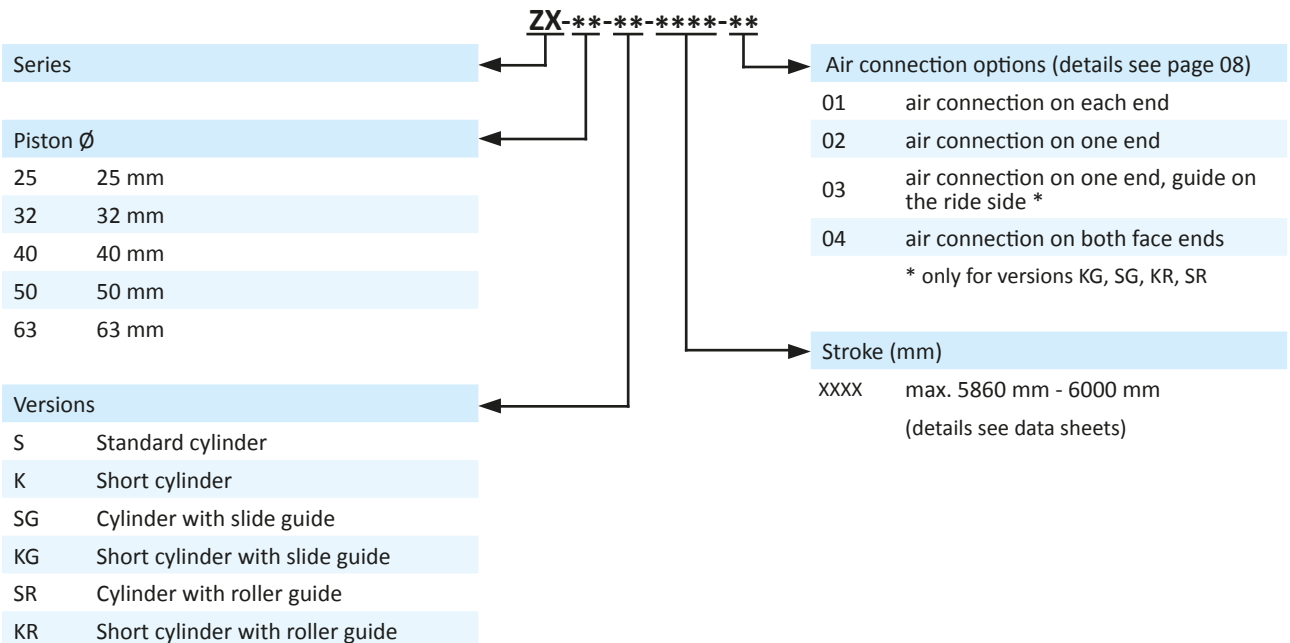 ZX-**-**-****-**
Series
Piston Ø
25 25 mm
32 32 mm
40 40 mm
50 50 mm
63 63 mm
Versions
S Standard cylinder
K Short cylinder
SG Cylinder with slide guide
KG Short cylinder with slide guide
SR Cylinder with roller guide
KR Short cylinder with roller guide
Air connection options (details see page 08)
01 air connection on each end
02 air connection on one end
03 air connection on one end, guide on
the ride side *
04 air connection on both face ends
* only for versions KG, SG, KR, SR
Stroke (mm)
XXXX max. 5860 mm - 6000 mm
(details see data sheets)